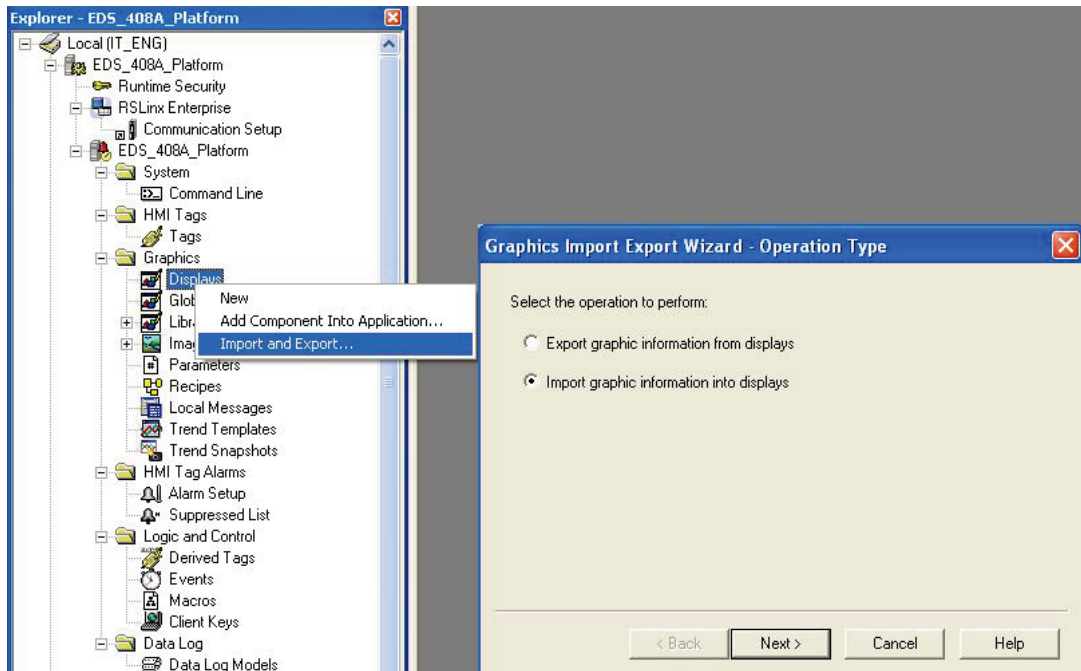 Explorer - EDS_408A_Platform
Local (IT_ENG)
EDS_408A_Platform
Runtime Security
RSLinx Enterprise
Communication Setup
EDS_408A_Platform
System
Command Line
HMI Tags
Tags
Graphics
Displays
New
Add Component Into Application...
Import and Export...
Parameters
Recipes
Local Messages
Trend Templates
Trend Snapshots
HMI Tag Alarms
Alarm Setup
Suppressed List
Logic and Control
Derived Tags
Events
Macros
Client Keys
Data Log
Data Log Models
Graphics Import Export Wizard - Operation Type
Select the operation to perform:
Export graphic information from displays
Import graphic information into displays
< Back
Next >
Cancel
Help